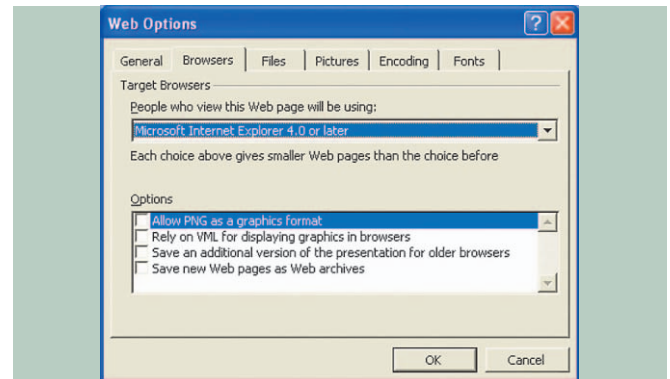 Web Options
General Browsers Files Pictures Encoding Fonts
Target Browsers
People who view this Web page will be using:
Microsoft Internet Explorer 4.0 or later
Each choice above gives smaller Web pages than the choice before
Options
Allow PNG as a graphics format
Rely on VML for displaying graphics in browsers
Save an additional version of the presentation for older browsers
Save new Web pages as Web archives
OK Cancel